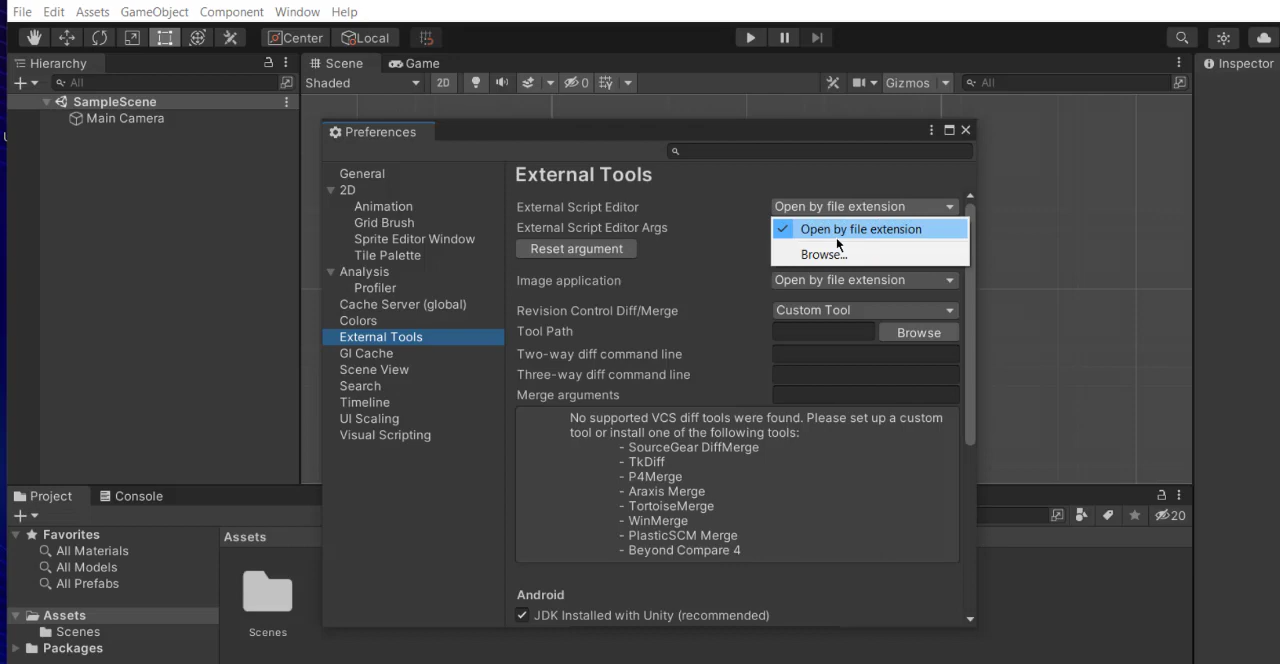 File Edit Assets GameObject Component Window Help
Center Local
Hierarchy
Scene Game
Inspector
All
Shaded
2D
0
Gizmos
All
SampleScene
Main Camera
Preferences
General
2D
Animation
Grid Brush
Sprite Editor Window
Tile Palette
Analysis
Profiler
Cache Server (global)
Colors
External Tools
GI Cache
Scene View
Search
Timeline
UI Scaling
Visual Scripting
External Tools
External Script Editor Open by file extension
External Script Editor Args
Open by file extension
Browse...
Reset argument
Image application Open by file extension
Revision Control Diff/Merge Custom Tool
Tool Path Browse
Two-way diff command line
Three-way diff command line
Merge arguments
No supported VCS diff tools were found. Please set up a custom
tool or install one of the following tools:
- SourceGear DiffMerge
- TkDiff
- P4Merge
- Araxis Merge
- TortoiseMerge
- WinMerge
- PlasticSCM Merge
- Beyond Compare 4
Android
JDK Installed with Unity (recommended)
Project Console
20
Favorites
All Materials
All Models
All Prefabs
Assets
Scenes
Packages
Assets
Scenes